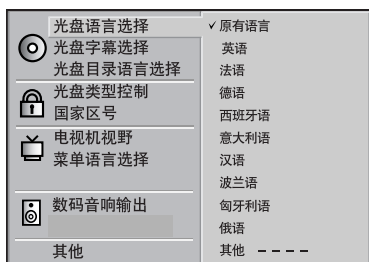 光盘语言选择
光盘字幕选择
光盘目录语言选择
光盘类型控制
国家区号
电视机视野
菜单语言选择
数码音响输出
其他
✓原有语言
英语
法语
德语
西班牙语
意大利语
汉语
波兰语
匈牙利语
俄语
其他 – – – –